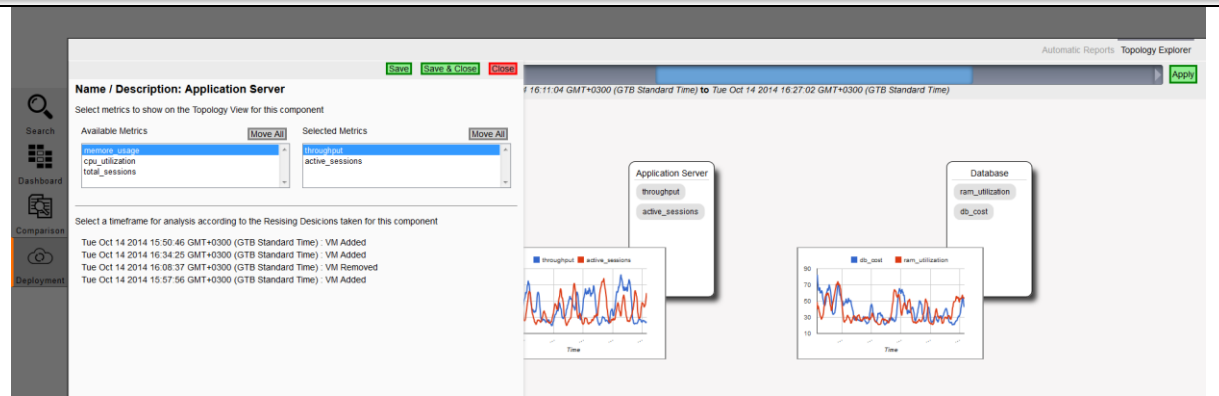 Automatic Reports Topology Explorer
Save Save & Close Close
Apply
Name / Description: Application Server
16:11:04 GMT+0300 (GTB Standard Time) to Tue Oct 14 2014 16:27:02 GMT+0300 (GTB Standard Time)
Select metrics to show on the Topology View for this component
Search
Dashboard
Comparison
Deployment
Available Metrics Move All Selected Metrics Move All
memore_usage
cpu_utilization
total_sessions
throughput
active_sessions
Select a timeframe for analysis according to the Resising Desicions taken for this component
Tue Oct 14 2014 15:50:46 GMT+0300 (GTB Standard Time) : VM Added
Tue Oct 14 2014 16:34:25 GMT+0300 (GTB Standard Time) : VM Added
Tue Oct 14 2014 16:08:37 GMT+0300 (GTB Standard Time) : VM Removed
Tue Oct 14 2014 15:57:56 GMT+0300 (GTB Standard Time) : VM Added
Application Server
throughput
active_sessions
throughput active_sessions
Time
Database
ram_utilization
db_cost
db_cost ram_utilization
90
70
50
30
10
Time